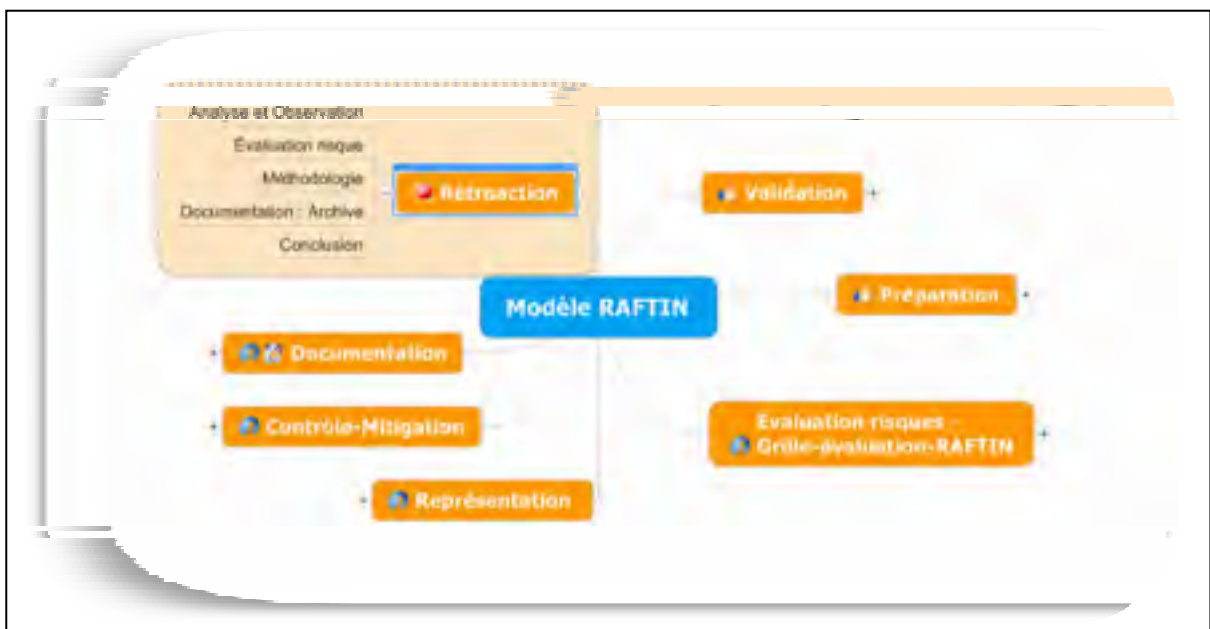 Analyse et Observation
Évaluation risque
Méthodologie
Documentation : Archive
Conclusion
Rétroaction
Validation
Modèle RAFTIN
Préparation
Documentation
Contrôle-Mitigation
Evaluation risques
Grille-évaluation-RAFTIN
Représentation